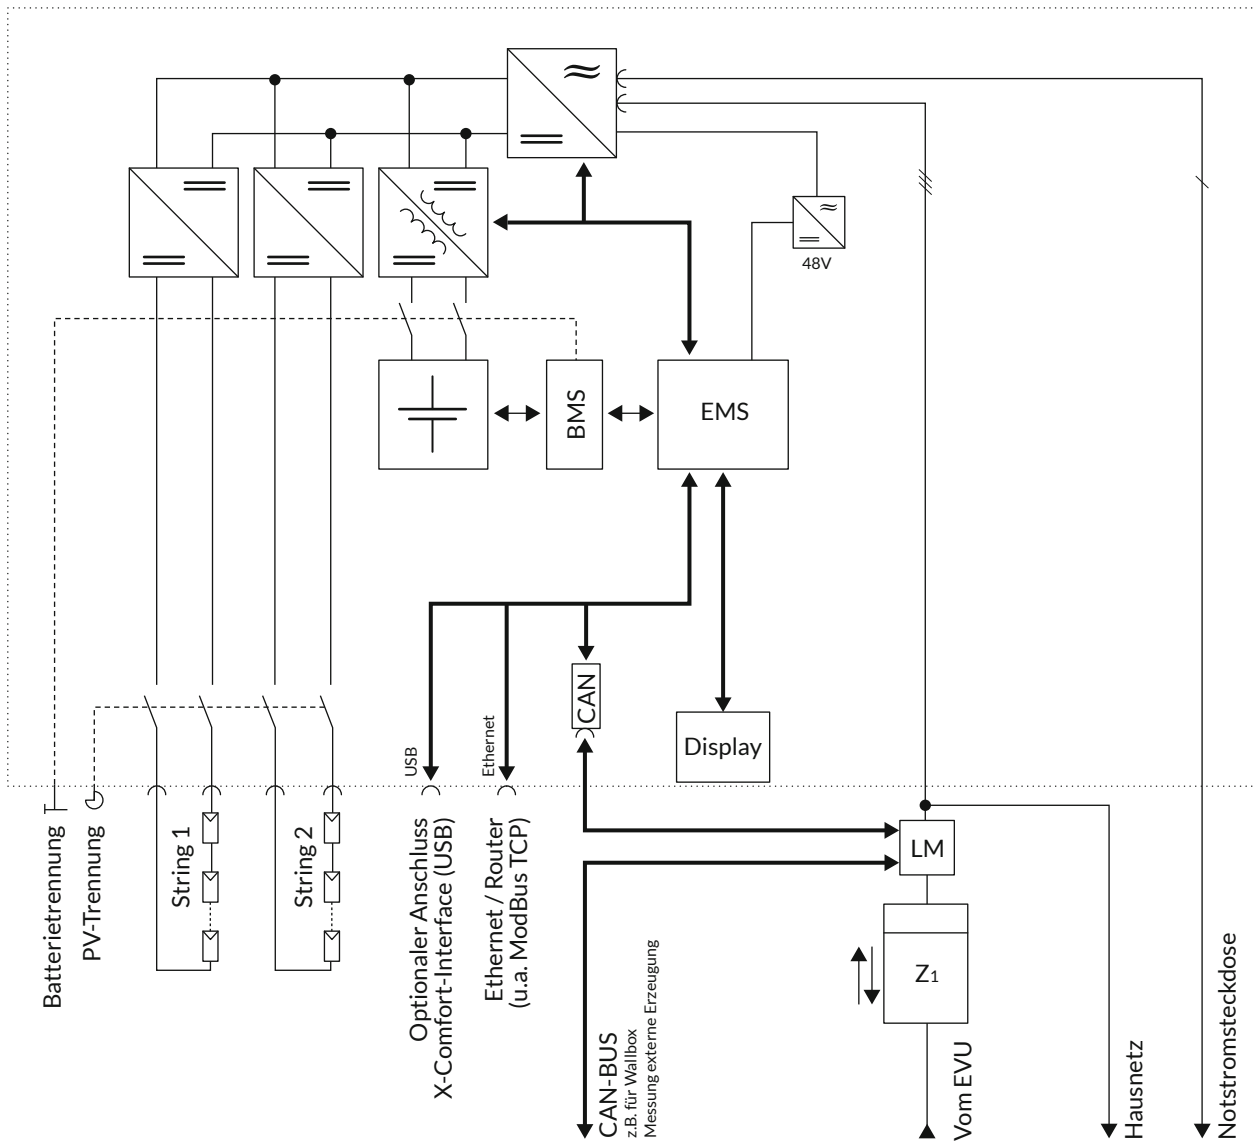 48V
BMS
EMS
CAN
Display
USB
Ethernet
Batterietrennung
PV-Trennung
String 1
String 2
Optionaler Anschluss
X-Comfort-Interface (USB)
Ethernet / Router
(u.a. ModBus TCP)
CAN-BUS
z.B. für Wallbox
Messung externe Erzeugung
LM
Z1
Vom EVU
Hausnetz
Notstromsteckdose